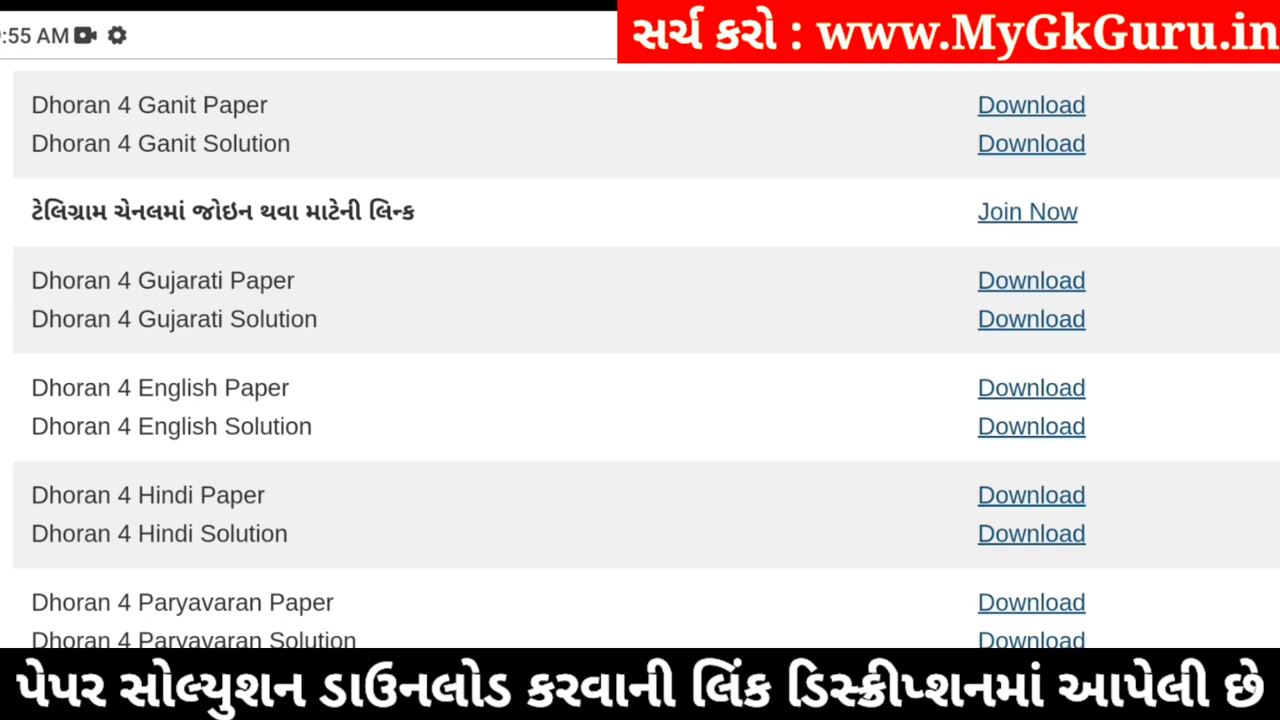 :55 AM
સર્ચ કરો : www.MyGkGuru.in
Dhoran 4 Ganit Paper Download
Dhoran 4 Ganit Solution Download
ટેલિગ્રામ ચેનલમાં જોઇન થવા માટેની લિન્ક Join Now
Dhoran 4 Gujarati Paper Download
Dhoran 4 Gujarati Solution Download
Dhoran 4 English Paper Download
Dhoran 4 English Solution Download
Dhoran 4 Hindi Paper Download
Dhoran 4 Hindi Solution Download
Dhoran 4 Paryavaran Paper Download
Dhoran 4 Paryavaran Solution Download
પેપર સોલ્યુશન ડાઉનલોડ કરવાની લિંક ડિસ્ક્રીપ્શનમાં આપેલી છે